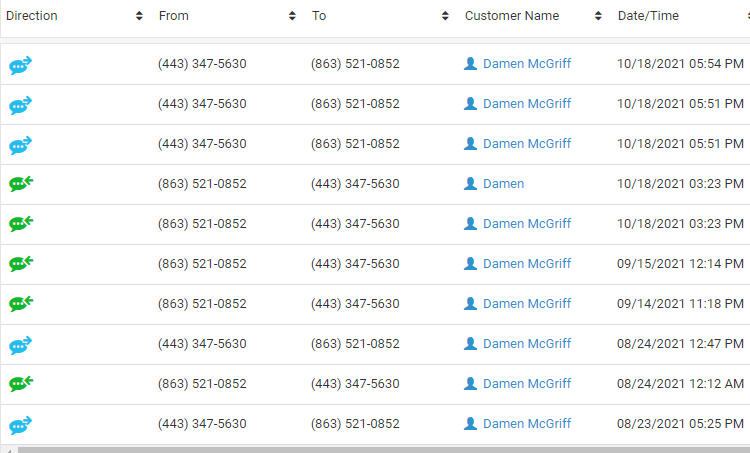 Direction From To Customer Name Date/Time
(443) 347-5630 (863) 521-0852 Damen McGriff 10/18/2021 05:54 PM
(443) 347-5630 (863) 521-0852 Damen McGriff 10/18/2021 05:51 PM
(443) 347-5630 (863) 521-0852 Damen McGriff 10/18/2021 05:51 PM
(863) 521-0852 (443) 347-5630 Damen 10/18/2021 03:23 PM
(863) 521-0852 (443) 347-5630 Damen McGriff 10/18/2021 03:23 PM
(863) 521-0852 (443) 347-5630 Damen McGriff 09/15/2021 12:14 PM
(863) 521-0852 (443) 347-5630 Damen McGriff 09/14/2021 11:18 PM
(443) 347-5630 (863) 521-0852 Damen McGriff 08/24/2021 12:47 PM
(863) 521-0852 (443) 347-5630 Damen McGriff 08/24/2021 12:12 AM
(443) 347-5630 (863) 521-0852 Damen McGriff 08/23/2021 05:25 PM